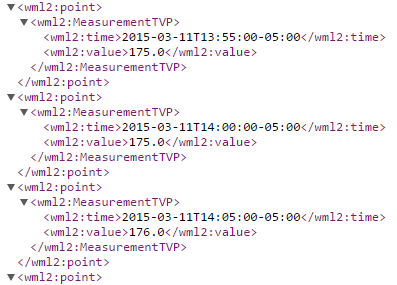 ▼<wml2:point>
▼<wml2:MeasurementTVP>
<wml2:time>2015-03-11T13:55:00-05:00</wml2:time>
<wml2:value>175.0</wml2:value>
</wml2:MeasurementTVP>
</wml2:point>
▼<wml2:point>
▼<wml2:MeasurementTVP>
<wml2:time>2015-03-11T14:00:00-05:00</wml2:time>
<wml2:value>175.0</wml2:value>
</wml2:MeasurementTVP>
</wml2:point>
▼<wml2:point>
▼<wml2:MeasurementTVP>
<wml2:time>2015-03-11T14:05:00-05:00</wml2:time>
<wml2:value>176.0</wml2:value>
</wml2:MeasurementTVP>
</wml2:point>
▼<wml2:point>